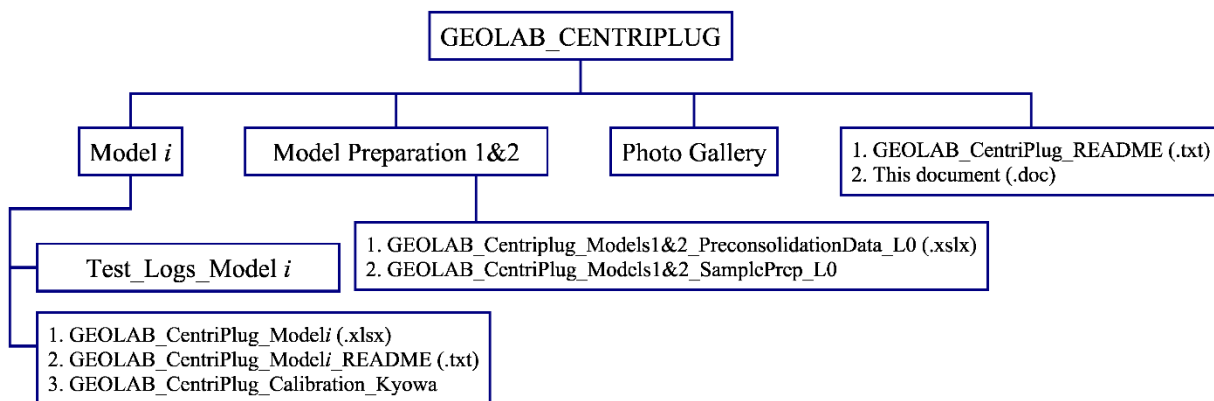 GEOLAB_CENTRIPLUG
Model i
Model Preparation 1&2
Photo Gallery
1. GEOLAB_CentriPlug_README (.txt)
2. This document (.doc)
Test_Logs_Model i
1. GEOLAB_Centriplug_Models1&2_PreconsolidationData_L0 (.xslx)
2. GEOLAB_CentriPlug_Models1&2_SamplePrep_L0
1. GEOLAB_CentriPlug_Modeli (.xlsx)
2. GEOLAB_CentriPlug_Modeli_README (.txt)
3. GEOLAB_CentriPlug_Calibration_Kyowa